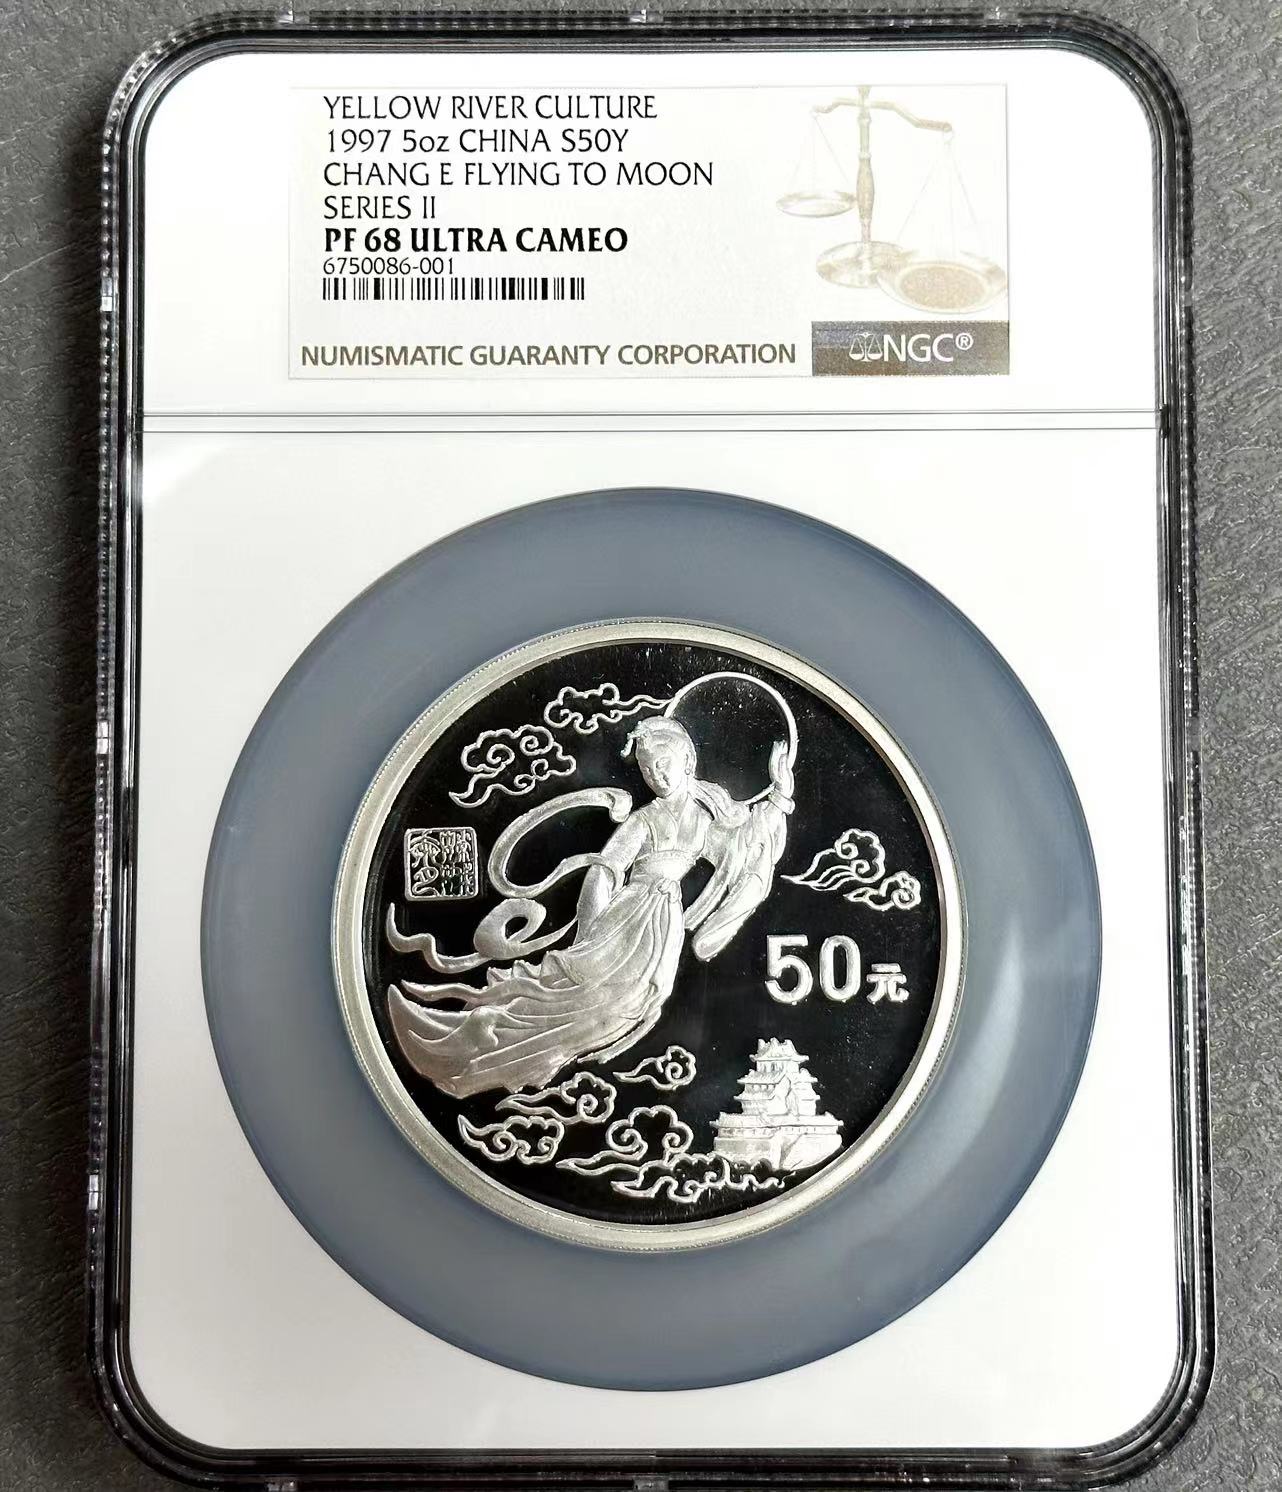 YELLOW RIVER CULTURE
1997 5oz CHINA S50Y
CHANG E FLYING TO MOON
SERIES II
PF 68 ULTRA CAMEO
6750086-001
NUMISMATIC GUARANTY CORPORATION
NGC®
50元